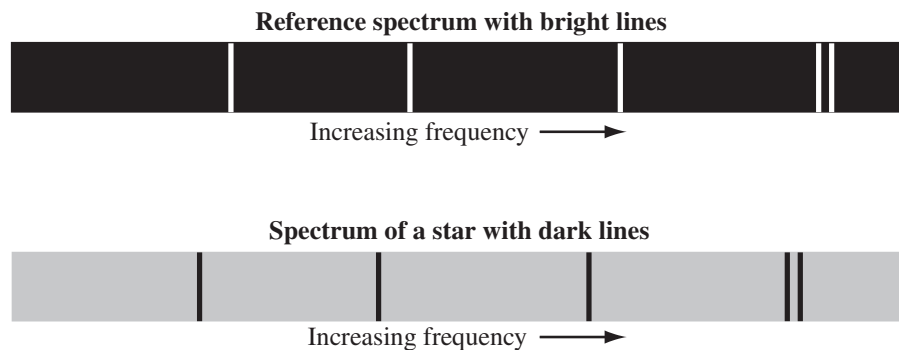 Reference spectrum with bright lines
Increasing frequency
Spectrum of a star with dark lines
Increasing frequency